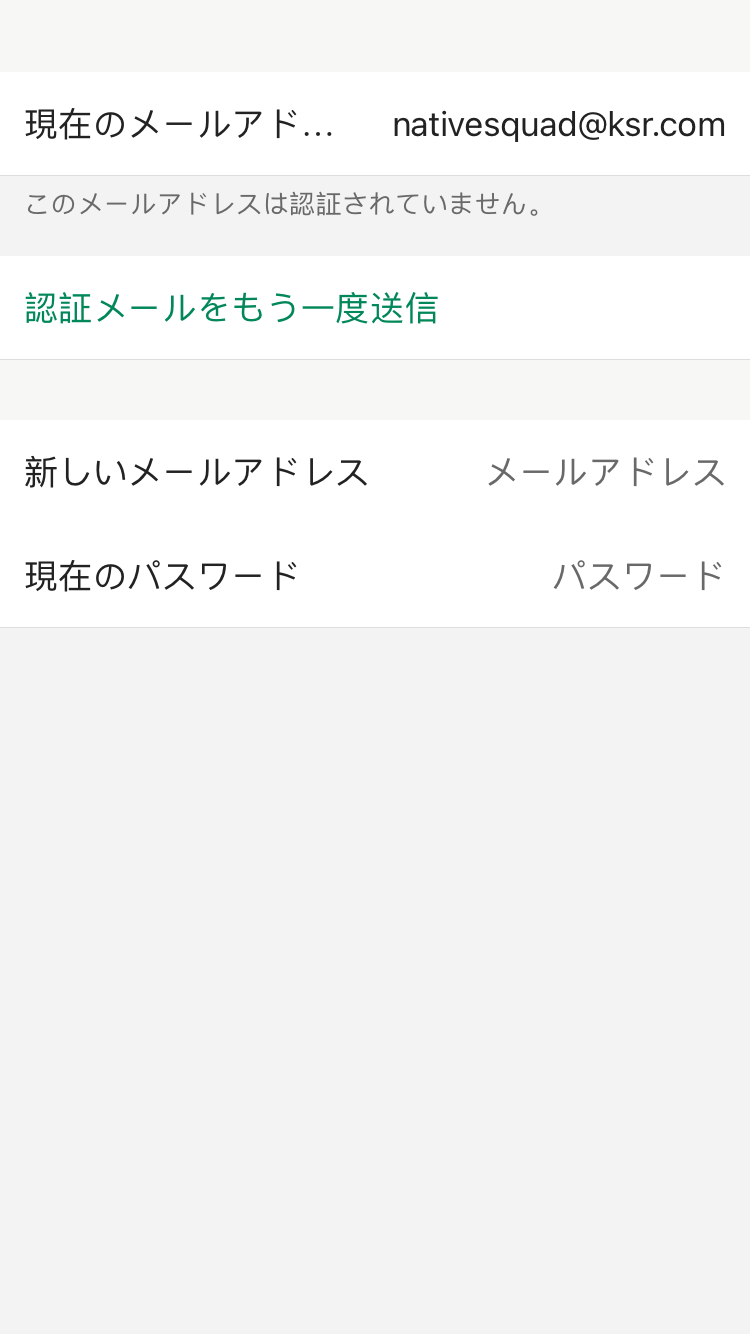 現在のメールアド… nativesquad@ksr.com
このメールアドレスは認証されていません。
認証メールをもう一度送信
新しいメールアドレス メールアドレス
現在のパスワード パスワード